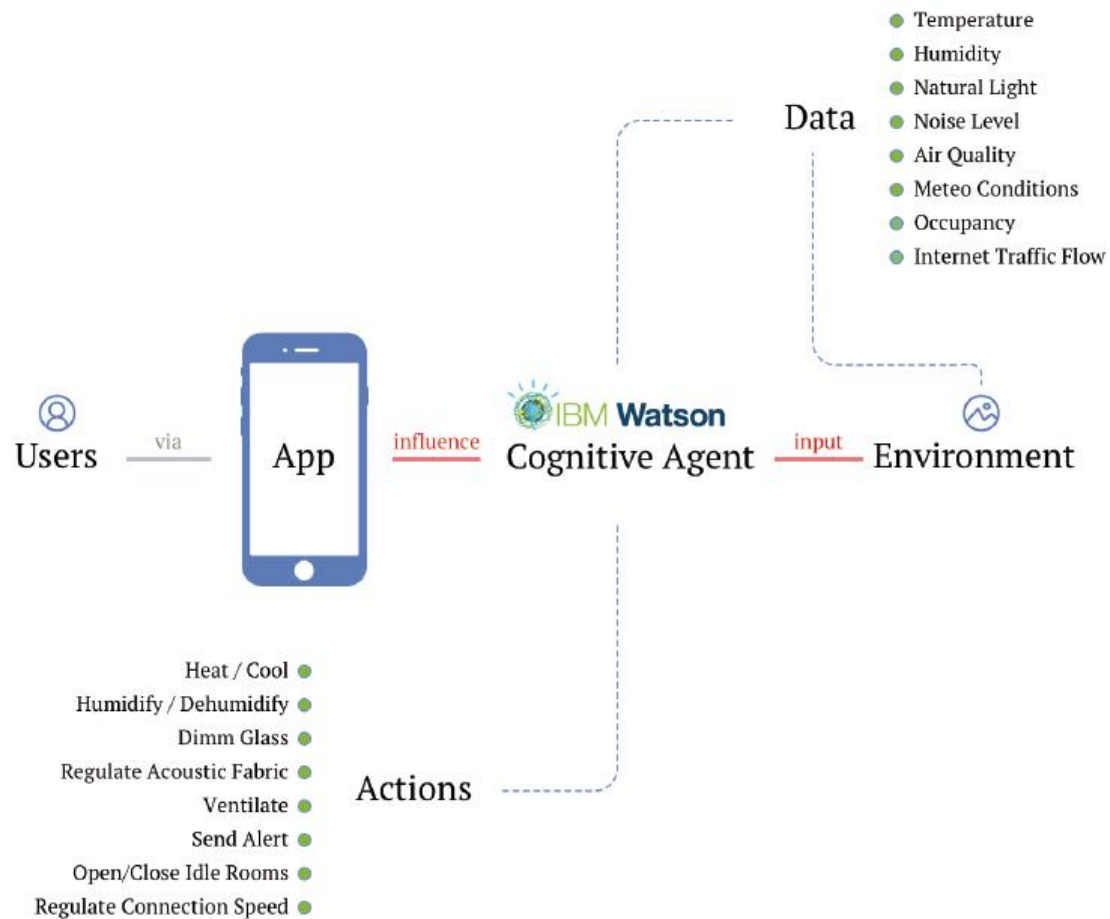 Temperature
Humidity
Natural Light
Data
Noise Level
Air Quality
Meteo Conditions
Occupancy
Internet Traffic Flow
IBM Watson
Users
via
App
influence
Cognitive Agent
input
Environment
Heat / Cool
Humidify / Dehumidify
Dimm Glass
Regulate Acoustic Fabric
Actions
Ventilate
Send Alert
Open/Close Idle Rooms
Regulate Connection Speed